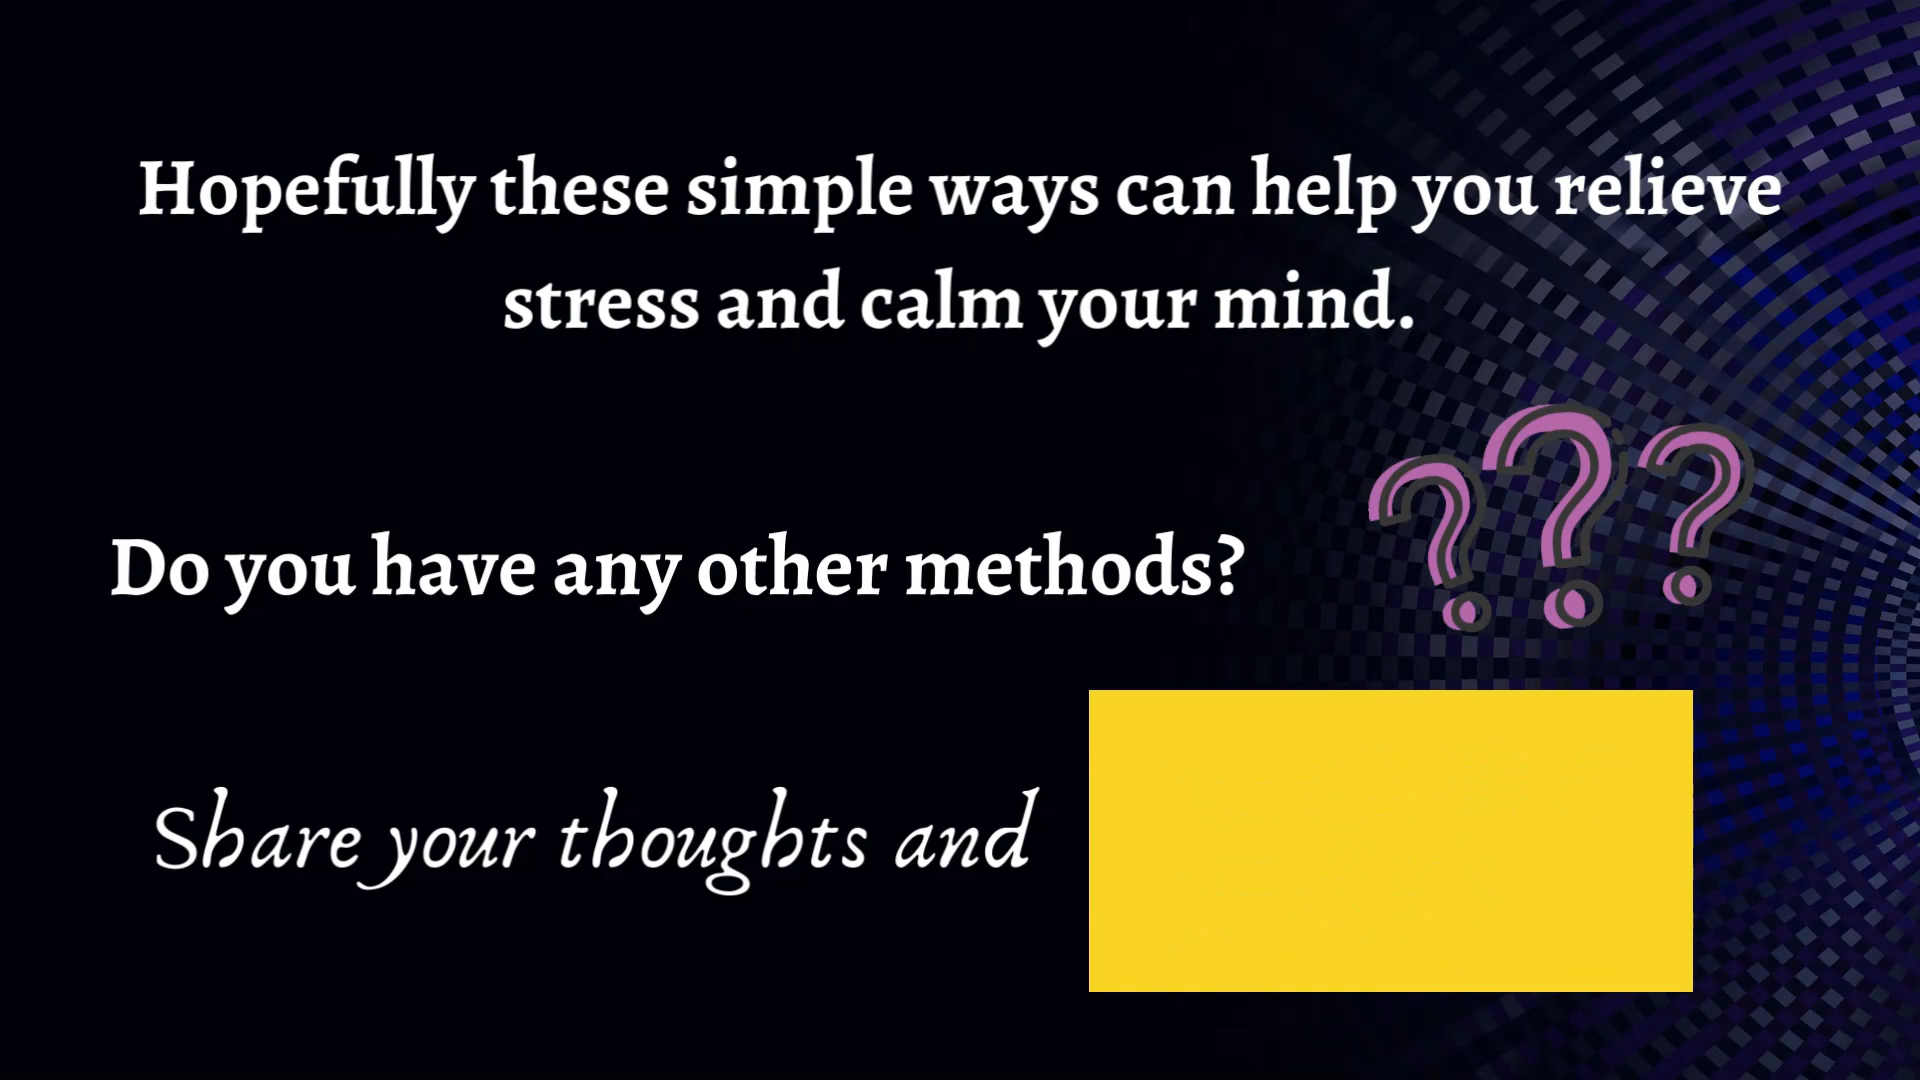 Hopefully these simple ways can help you relieve
stress and calm your mind.
Do you have any other methods?
???
Share your thoughts and